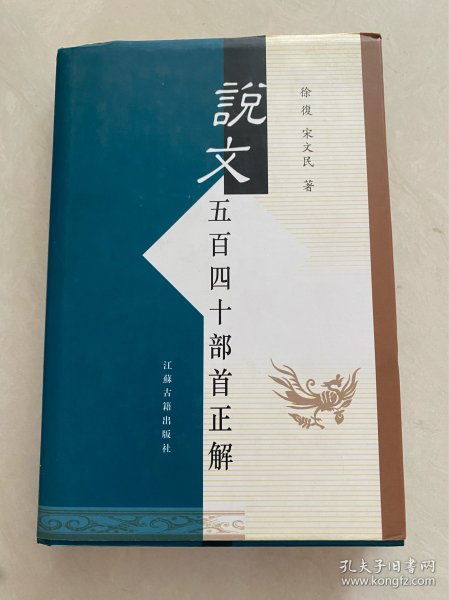 徐復 宋文民 著
說文
五百四十部首正解
江蘇古籍出版社
孔夫子旧书网
www.kongfz.com